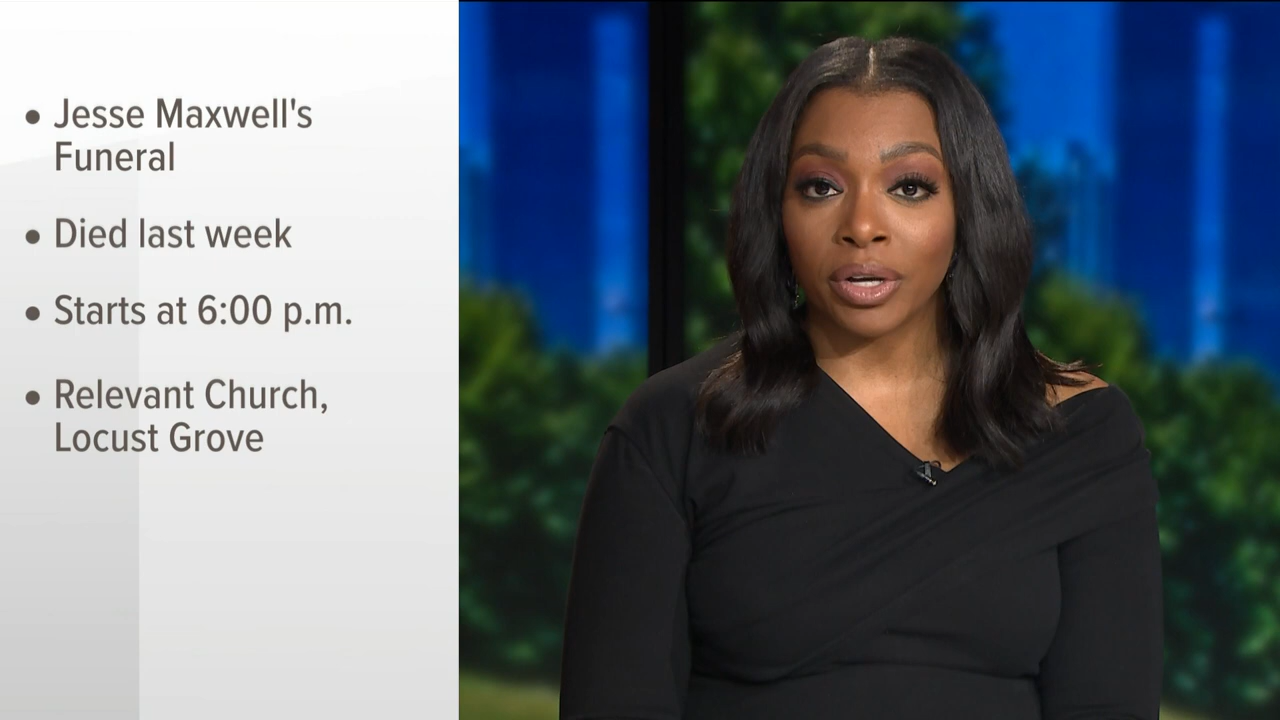 • Jesse Maxwell's
Funeral
• Died last week
• Starts at 6:00 p.m.
• Relevant Church,
Locust Grove